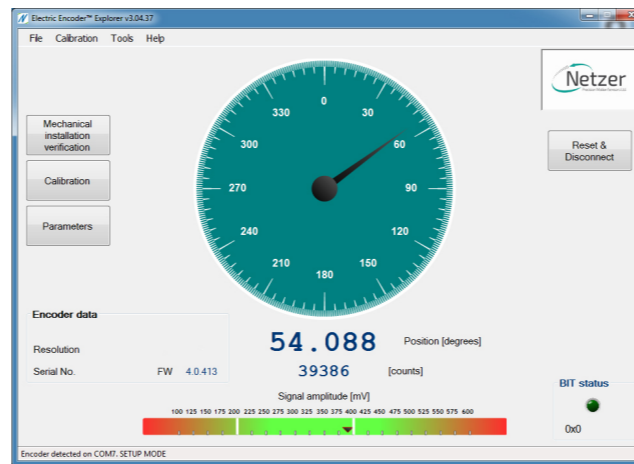 Electric Encoder™ Explorer v3.04.37
File Calibration Tools Help
Netzer
Mechanical
installation
verification
Calibration
Parameters
Reset &
Disconnect
0
30
60
90
120
150
180
210
240
270
300
330
Encoder data
Resolution
Serial No. FW 4.0.413
54.088 Position [degrees]
39386 [counts]
Signal amplitude [mV]
100 125 150 175 200 225 250 275 300 325 350 375 400 425 450 475 500 525 550 575 600
BIT status
0x0
Encoder detected on COM7. SETUP MODE